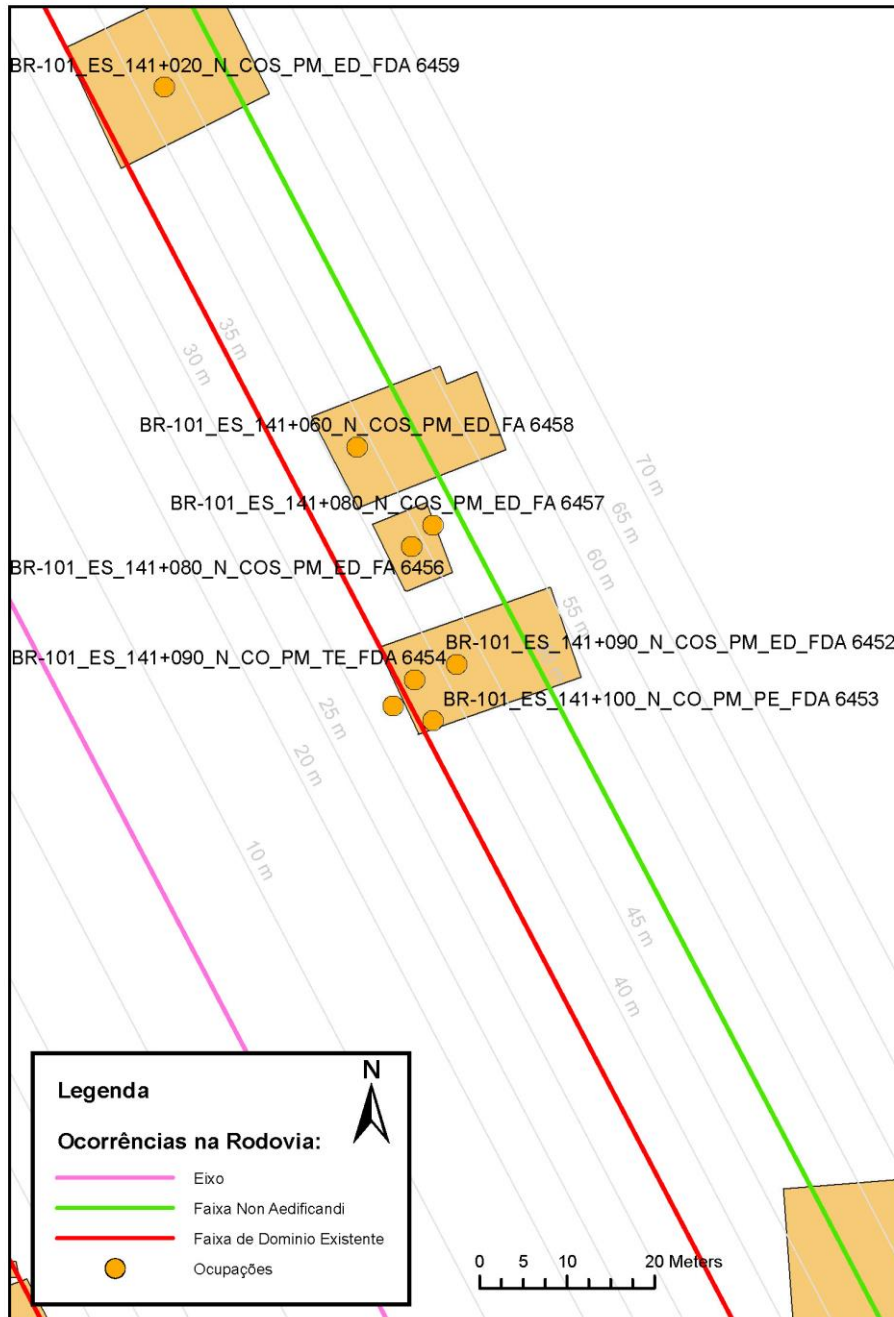 BR-101_ES_141+020_N_COS_PM_ED_FDA 6459
35 m
30 m
BR-101_ES_141+060_N_COS_PM_ED_FA 6458
70 m
BR-101_ES_141+080_N_COS_PM_ED_FA 6457
65 m
60 m
BR-101_ES_141+080_N_COS_PM_ED_FA 6456
55 m
BR-101_ES_141+090_N_COS_PM_ED_FDA 6452
BR-101_ES_141+090_N_CO_PM_TE_FDA 6454
BR-101_ES_141+100_N_CO_PM_PE_FDA 6453
25 m
20 m
10 m
45 m
40 m
Legenda
N
Ocorrências na Rodovia:
Eixo
Faixa Non Aedificandi
Faixa de Dominio Existente
Ocupações
0 5 10 20 Meters